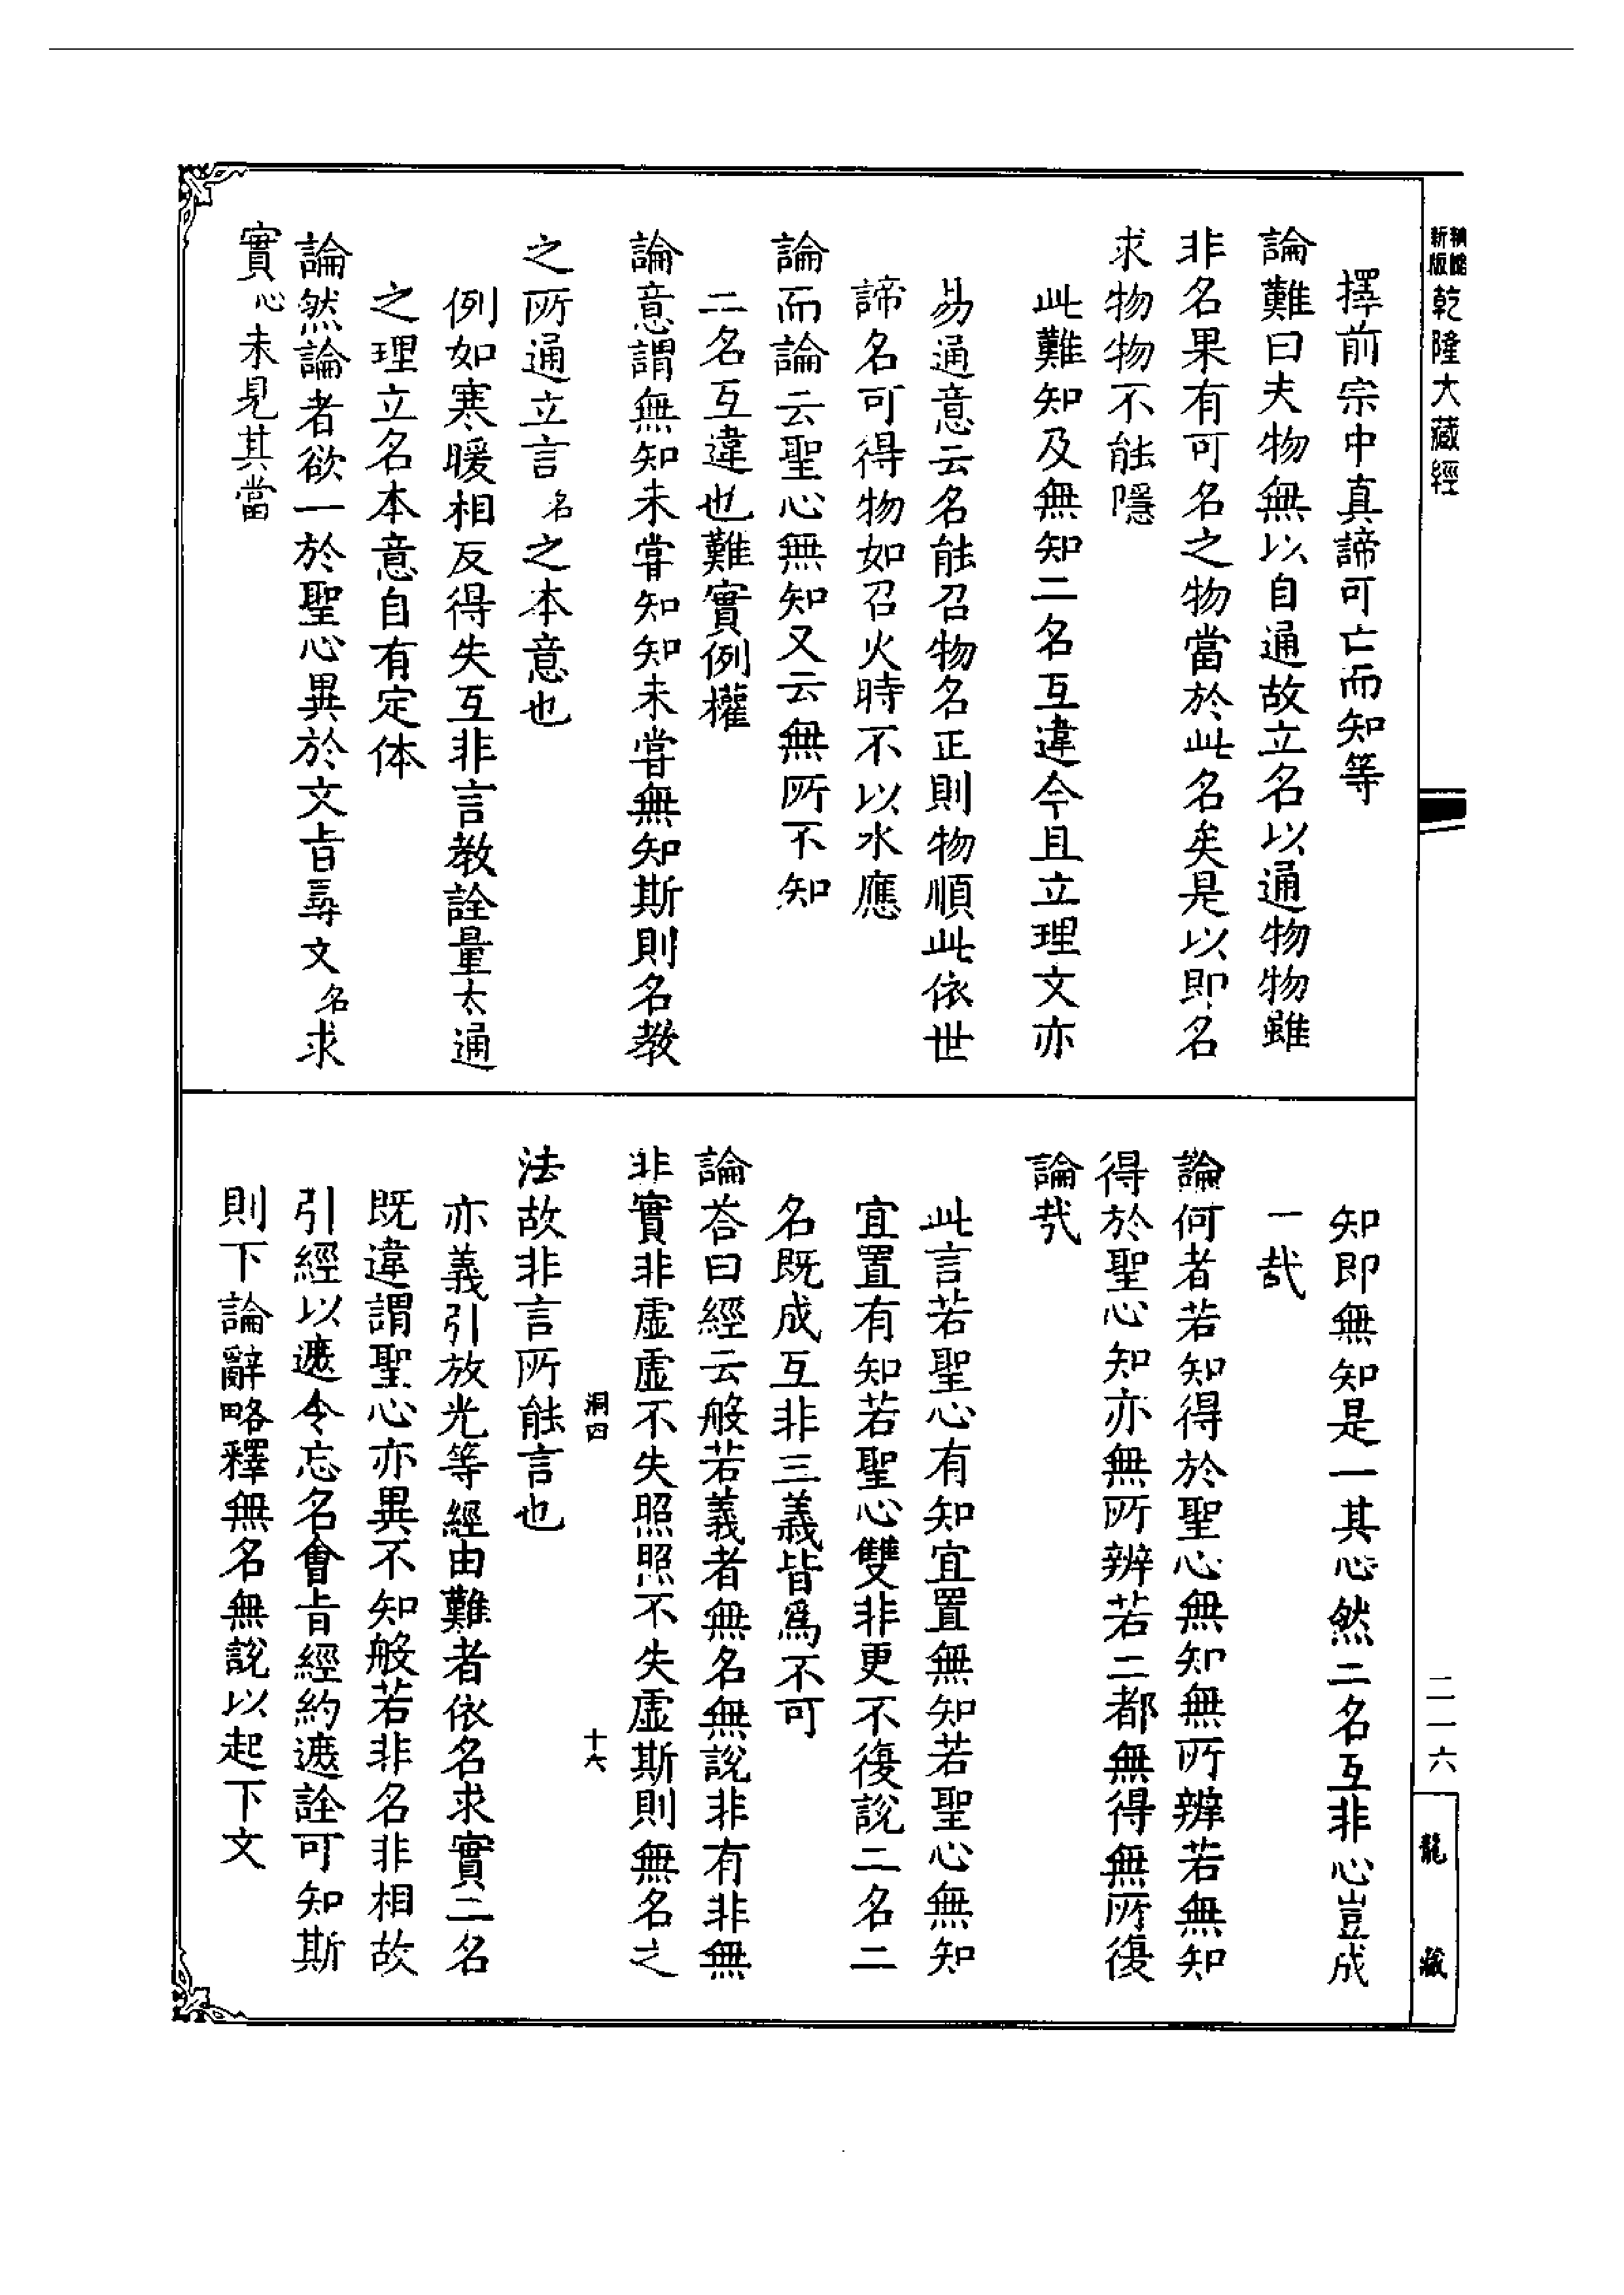 新版
精縮
乾隆大藏經
擇前宗中真諦可亡而知等
論難曰夫物無以自通故立名以通物物雖
非名果有可名之物當於此名矣是以即名
求物物不能隱
此難知及無知二名互違今且立理文亦
易通意云名能召物名正則物順此依世
諦名可得物如召火時不以水應
論而論云聖心無知又云無所不知
二名互違也難實例權
論意謂無知未甞知知未甞無知斯則名教
之所通立言名之本意也
例如寒暖相反得失互非言教詮量太通
之理立名本意自有定体
論然論者欲一於聖心異於文㫖尋文名求
實心未見其當
知即無知是一其心然二名互非心豈成
一哉
論何者若知得於聖心無知無所辨若無知
得於聖心知亦無所辨若二都無得無所復
論哉
此言若聖心有知宜置無知若聖心無知
宜置有知若聖心雙非更不復說二名二
名既成互非三義皆爲不可
論荅曰經云般若義者無名無說非有非無
非實非虛虛不失照照不失虛斯則無名之
洞四
十六
法故非言所能言也
亦義引放光等經由難者依名求實二名
既違謂聖心亦異不知般若非名非相故
引經以遮令忘名會㫖經約遮詮可知斯
則下論辭略釋無名無說以起下文
二一六
龍藏